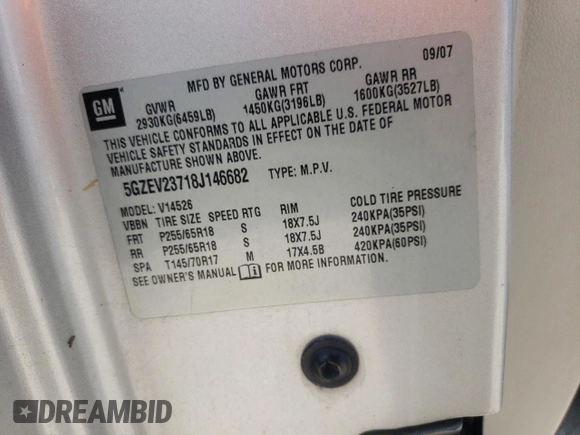 09/07
MFD BY GENERAL MOTORS CORP.
GM
GVWR GAWR FRT GAWR RR
2930KG(6459LB) 1450KG(3196LB) 1600KG(3527LB)
THIS VEHICLE CONFORMS TO ALL APPLICABLE U.S. FEDERAL MOTOR
VEHICLE SAFETY STANDARDS IN EFFECT ON THE DATE OF
MANUFACTURE SHOWN ABOVE.
5GZEV23718J146682 TYPE: M.P.V.
MODEL: V14526
VBBN TIRE SIZE SPEED RTG RIM COLD TIRE PRESSURE
FRT P255/65R18 S 18X7.5J 240KPA(35PSI)
RR P255/65R18 S 18X7.5J 240KPA(35PSI)
SPA T145/70R17 M 17X4.5B 420KPA(60PSI)
SEE OWNER'S MANUAL FOR MORE INFORMATION.
DREAMBID